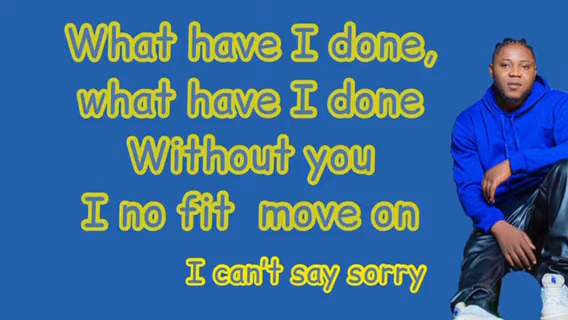 What have I done,
what have I done
Without you
I no fit move on
I can't say sorry